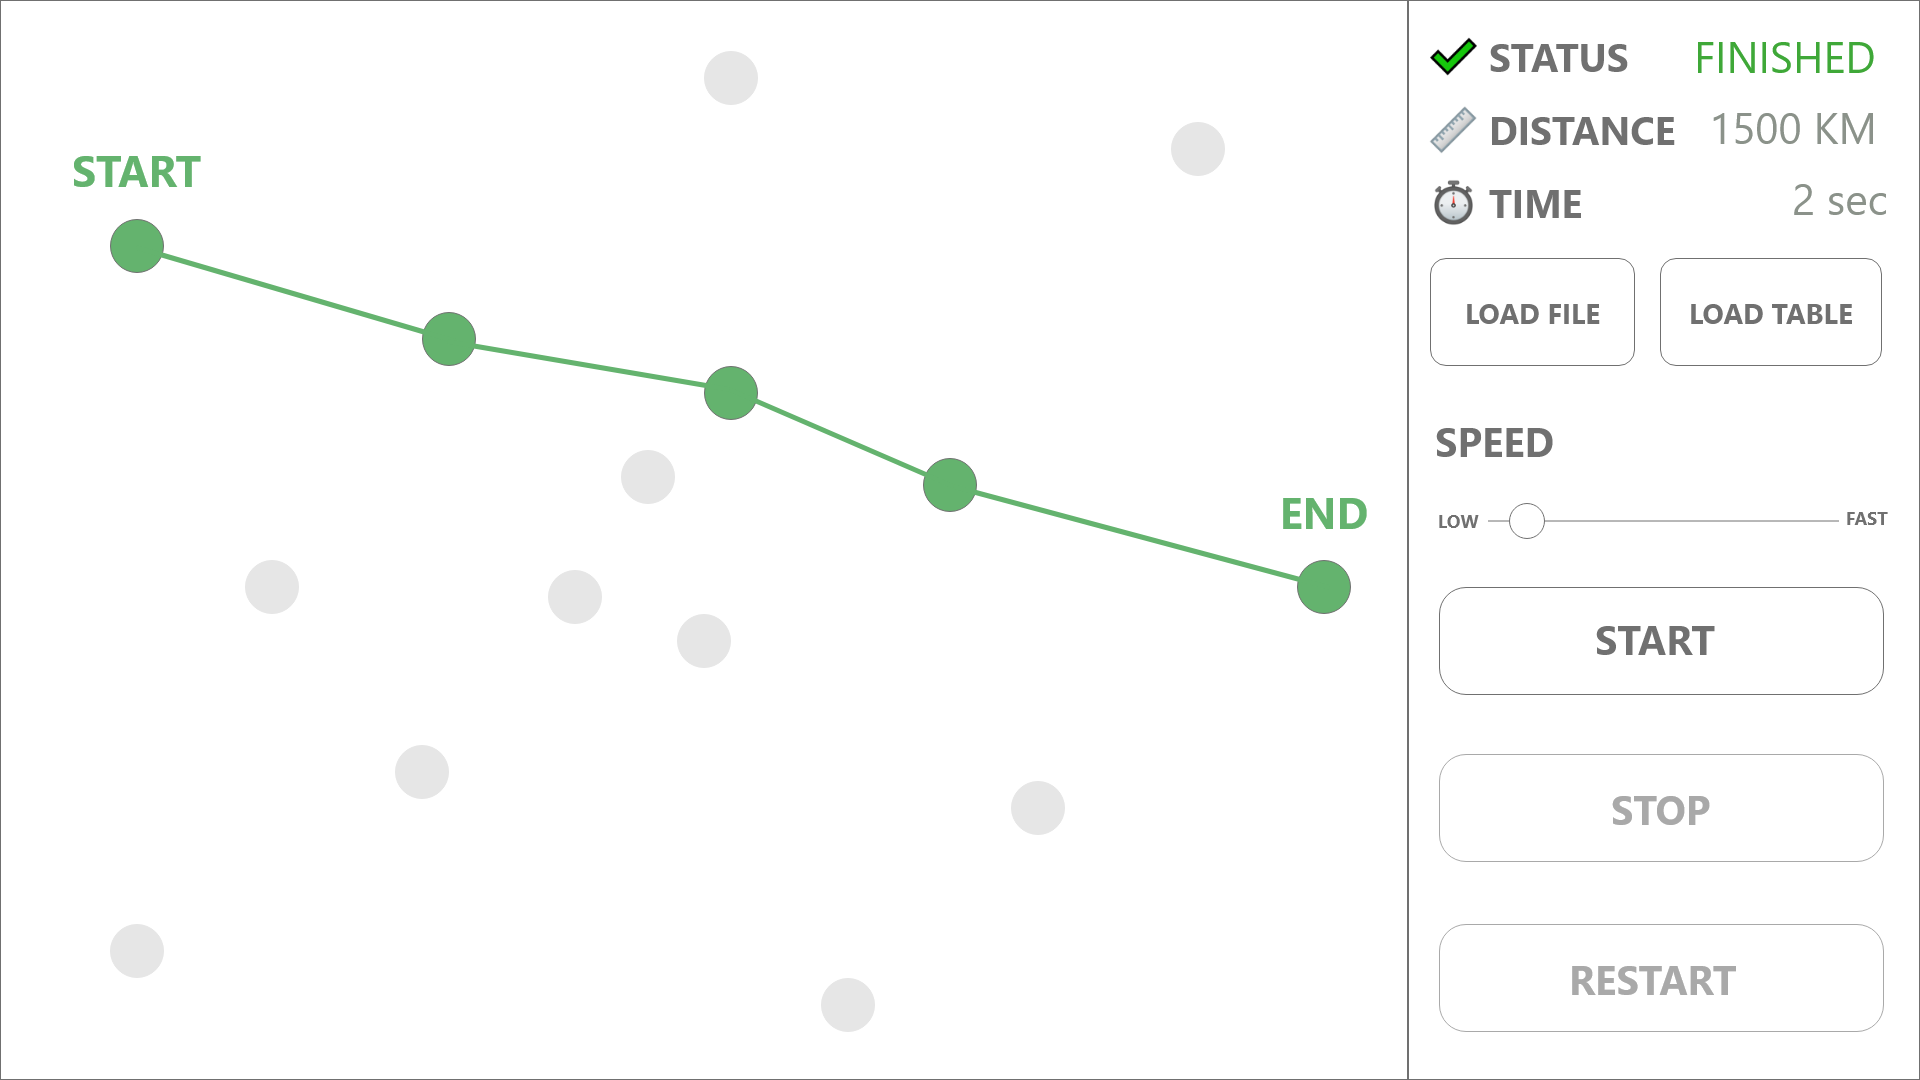 START
END
STATUS FINISHED
DISTANCE 1500 KM
TIME 2 sec
LOAD FILE LOAD TABLE
SPEED
LOW FAST
START
STOP
RESTART